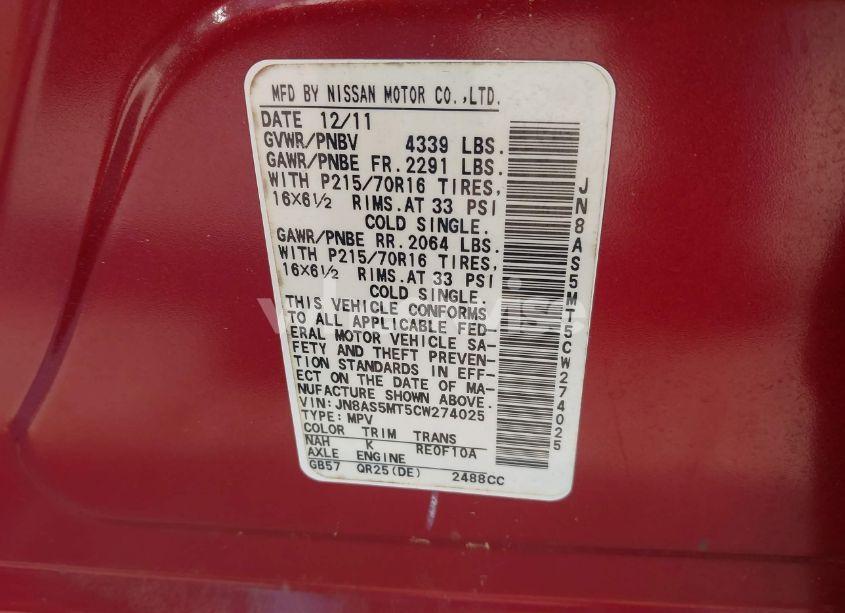 MFD BY NISSAN MOTOR CO.,LTD.
DATE 12/11
GVWR/PNBV 4339 LBS.
GAWR/PNBE FR.2291 LBS.
WITH P215/70R16 TIRES,
16X6½ RIMS.AT 33 PSI
COLD SINGLE.
GAWR/PNBE RR.2064 LBS.
WITH P215/70R16 TIRES,
16X6½ RIMS.AT 33 PSI
COLD SINGLE.
THIS VEHICLE CONFORMS
TO ALL APPLICABLE FED-
ERAL MOTOR VEHICLE SA-
FETY AND THEFT PREVEN-
TION STANDARDS IN EFF-
ECT ON THE DATE OF MA-
NUFACTURE SHOWN ABOVE.
VIN: JN8AS5MT5CW274025
TYPE: MPV
COLOR TRIM TRANS
NAH K RE0F10A
AXLE ENGINE
GB57 QR25(DE) 2488CC
JN8AS5MT5CW274025